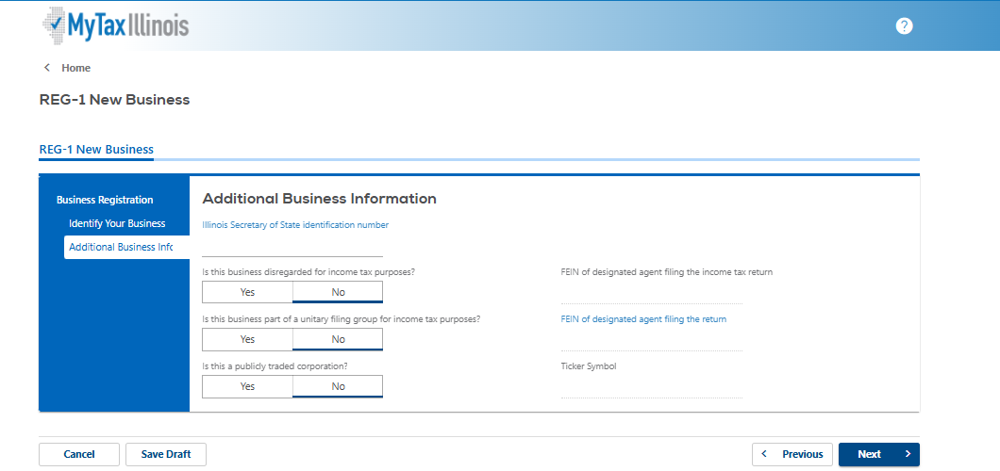 MyTax Illinois
?
< Home
REG-1 New Business
REG-1 New Business
Business Registration
Identify Your Business
Additional Business Info
Additional Business Information
Illinois Secretary of State identification number
Is this business disregarded for income tax purposes?
FEIN of designated agent filing the income tax return
Yes No
Is this business part of a unitary filing group for income tax purposes?
FEIN of designated agent filing the return
Yes No
Is this a publicly traded corporation?
Ticker Symbol
Yes No
Cancel Save Draft < Previous Next >